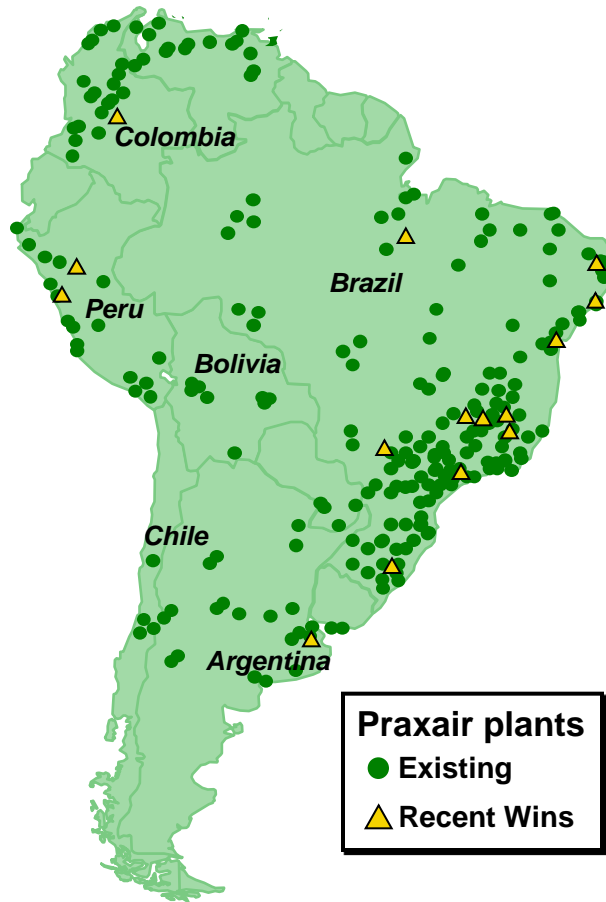 Colombia
Brazil
Peru
Bolivia
Chile
Argentina
Praxair plants
Existing
Recent Wins